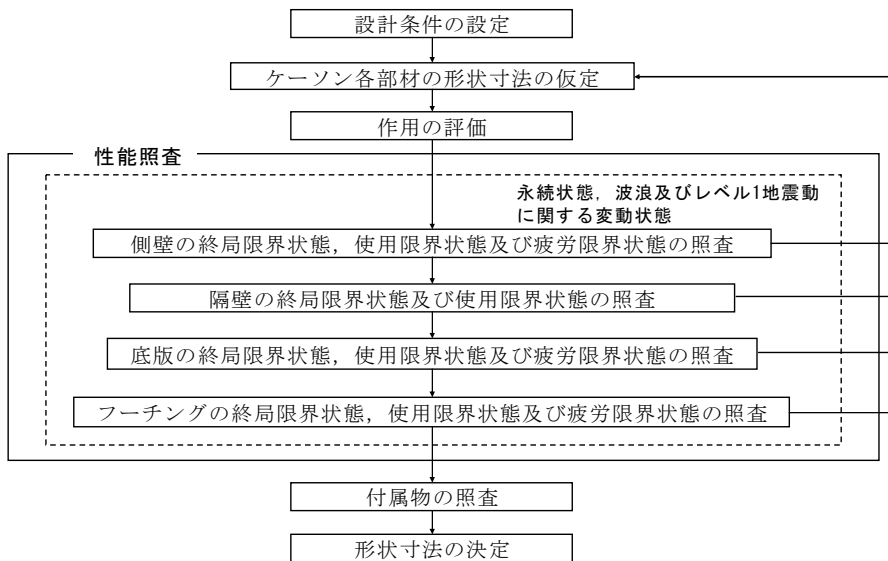 設計条件の設定
ケーソン各部材の形状寸法の仮定
作用の評価
性能照査
永続状態，波浪及びレベル1地震動
に関する変動状態
側壁の終局限界状態，使用限界状態及び疲労限界状態の照査
隔壁の終局限界状態及び使用限界状態の照査
底版の終局限界状態，使用限界状態及び疲労限界状態の照査
フーチングの終局限界状態，使用限界状態及び疲労限界状態の照査
付属物の照査
形状寸法の決定